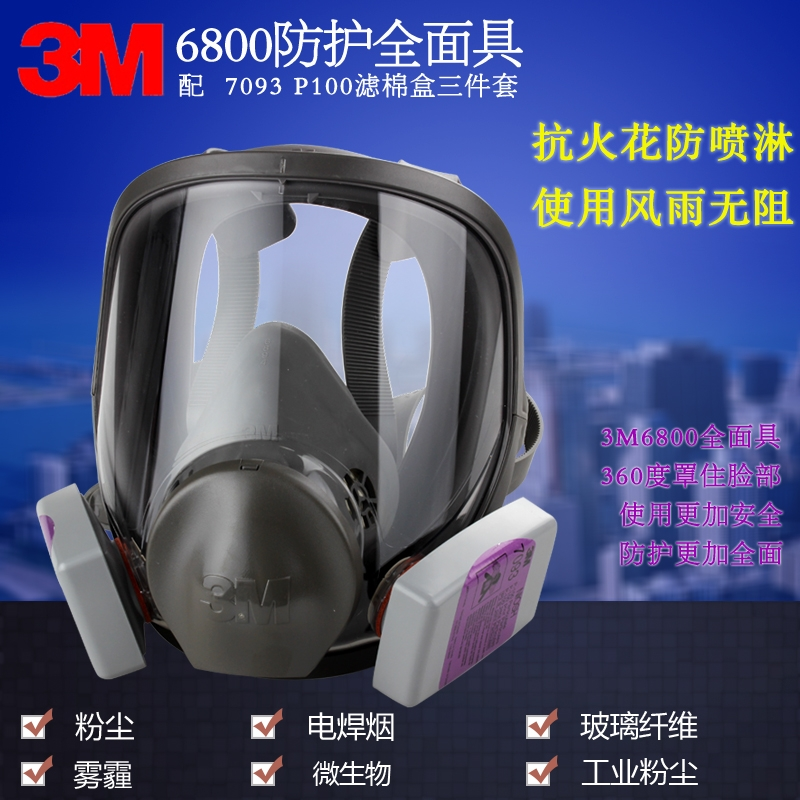 3M 6800防护全面具
配 7093 P100滤棉盒三件套
抗火花防喷淋
使用风雨无阻
3M6800全面具
360度罩住脸部
使用更加安全
防护更加全面
3M
7093
粉尘
电焊烟
玻璃纤维
雾霾
微生物
工业粉尘